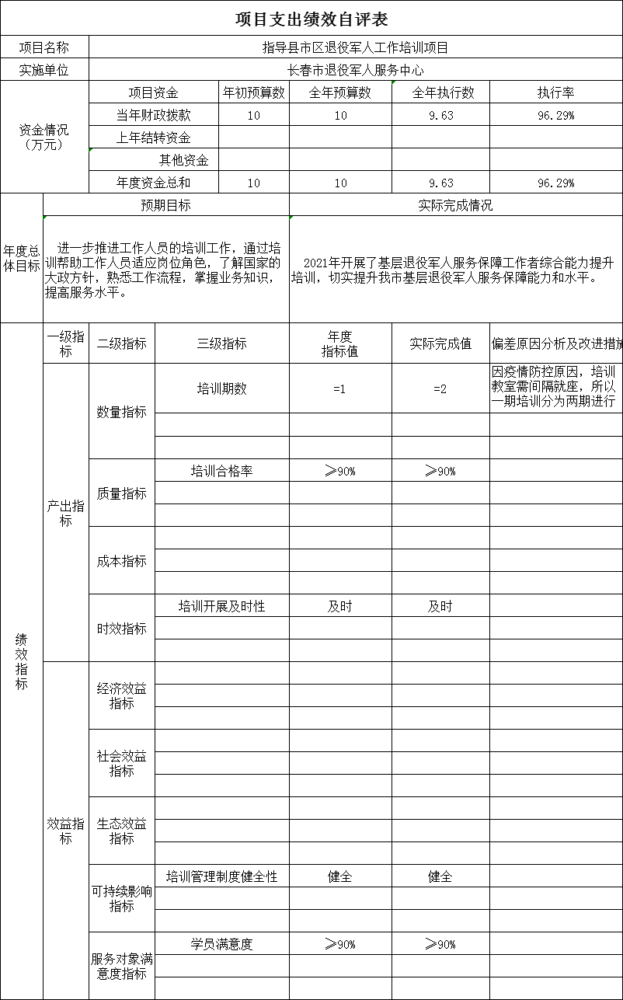 项目支出绩效自评表
项目名称 指导县市区退役军人工作培训项目
实施单位 长春市退役军人服务中心
资金情况
（万元）
项目资金 年初预算数 全年预算数 全年执行数 执行率
当年财政拨款 10 10 9.63 96.29%
上年结转资金
其他资金
年度资金总和 10 10 9.63 96.29%
年度总
体目标
预期目标 实际完成情况
进一步推进工作人员的培训工作，通过培
训帮助工作人员适应岗位角色，了解国家的
大政方针，熟悉工作流程，掌握业务知识，
提高服务水平。
2021年开展了基层退役军人服务保障工作者综合能力提升
培训，切实提升我市基层退役军人服务保障能力和水平。
绩
效
指
标
一级指
标
二级指标 三级指标
年度
指标值
实际完成值 偏差原因分析及改进措施
产出指
标
数量指标
培训期数 =1 =2
因疫情防控原因，培训
教室需间隔就座，所以
一期培训分为两期进行
质量指标
培训合格率 ≥90% ≥90%
成本指标
时效指标
培训开展及时性 及时 及时
效益指
标
经济效益
指标
社会效益
指标
生态效益
指标
可持续影响
指标
培训管理制度健全性 健全 健全
服务对象满
意度指标
学员满意度 ≥90% ≥90%